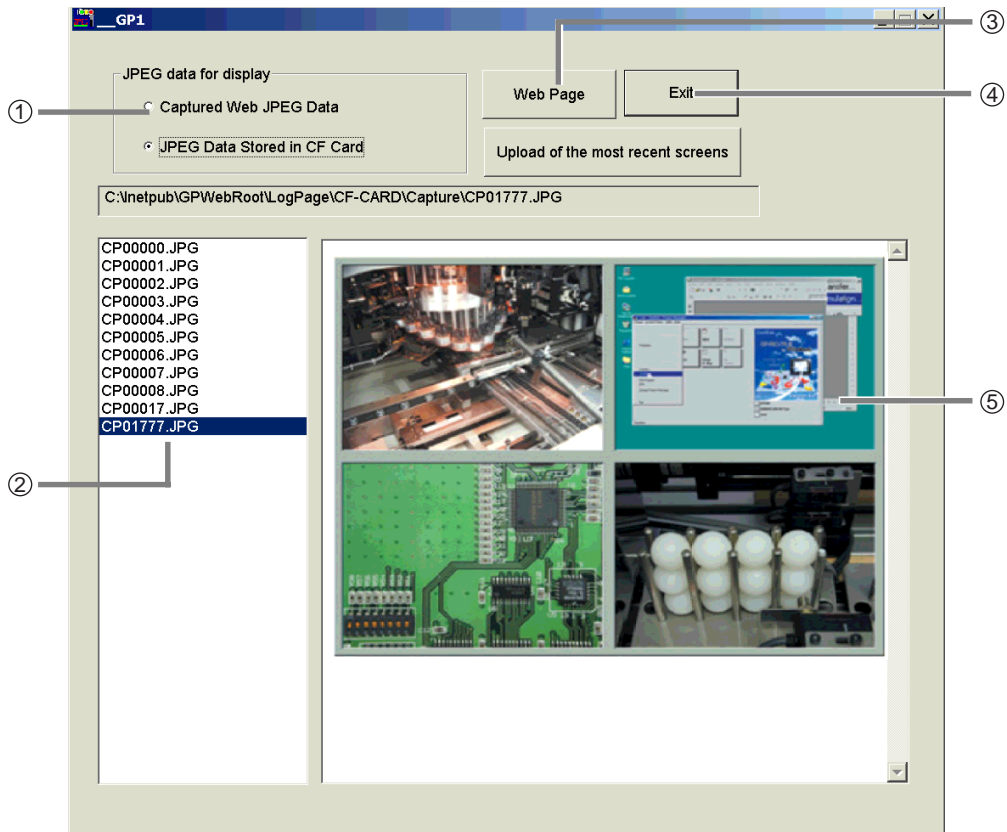 __GP1
③
JPEG data for display
① Captured Web JPEG Data
Web Page
Exit
④
JPEG Data Stored in CF Card
Upload of the most recent screens
C:\Inetpub\GPWebRoot\LogPage\CF-CARD\Capture\CP01777.JPG
CP00000.JPG
CP00001.JPG
CP00002.JPG
CP00003.JPG
CP00004.JPG
CP00005.JPG
CP00006.JPG
CP00007.JPG
CP00008.JPG
CP00017.JPG
CP01777.JPG
⑤
②